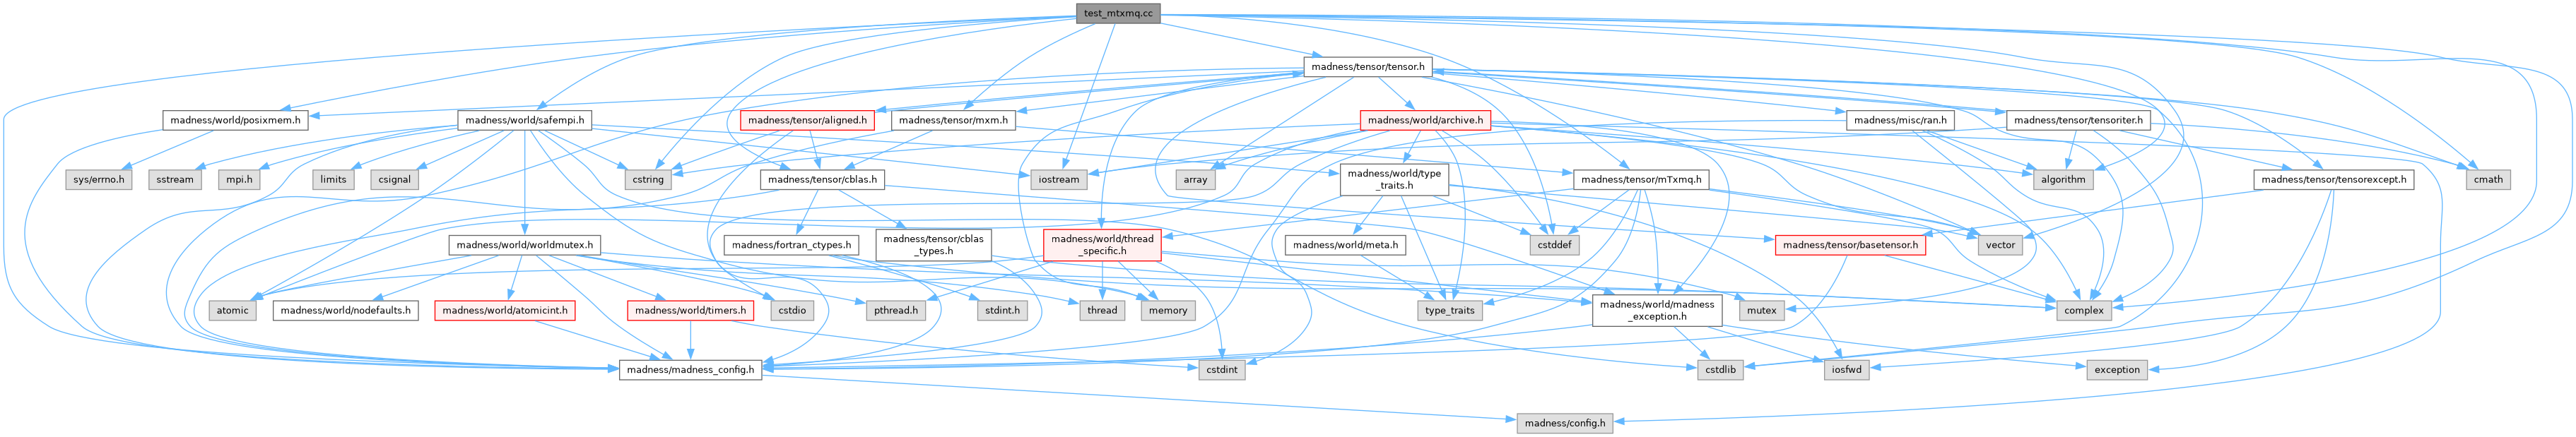 test_mtxmq.cc
madness/tensor/tensor.h
madness/world/posixmem.h
madness/world/safempi.h
madness/tensor/aligned.h
madness/tensor/mxm.h
madness/world/archive.h
madness/misc/ran.h
madness/tensor/tensoriter.h
sys/errno.h
sstream
mpi.h
limits
csignal
cstring
madness/tensor/cblas.h
iostream
array
madness/world/type
_traits.h
madness/tensor/mTxmq.h
algorithm
madness/tensor/tensorexcept.h
cmath
madness/world/worldmutex.h
madness/fortran_ctypes.h
madness/tensor/cblas
_types.h
madness/world/thread
_specific.h
madness/world/meta.h
cstddef
madness/tensor/basetensor.h
vector
atomic
madness/world/nodefaults.h
madness/world/atomicint.h
madness/world/timers.h
cstdio
pthread.h
stdint.h
thread
memory
type_traits
madness/world/madness
_exception.h
mutex
complex
madness/madness_config.h
cstdint
cstdlib
iosfwd
exception
madness/config.h